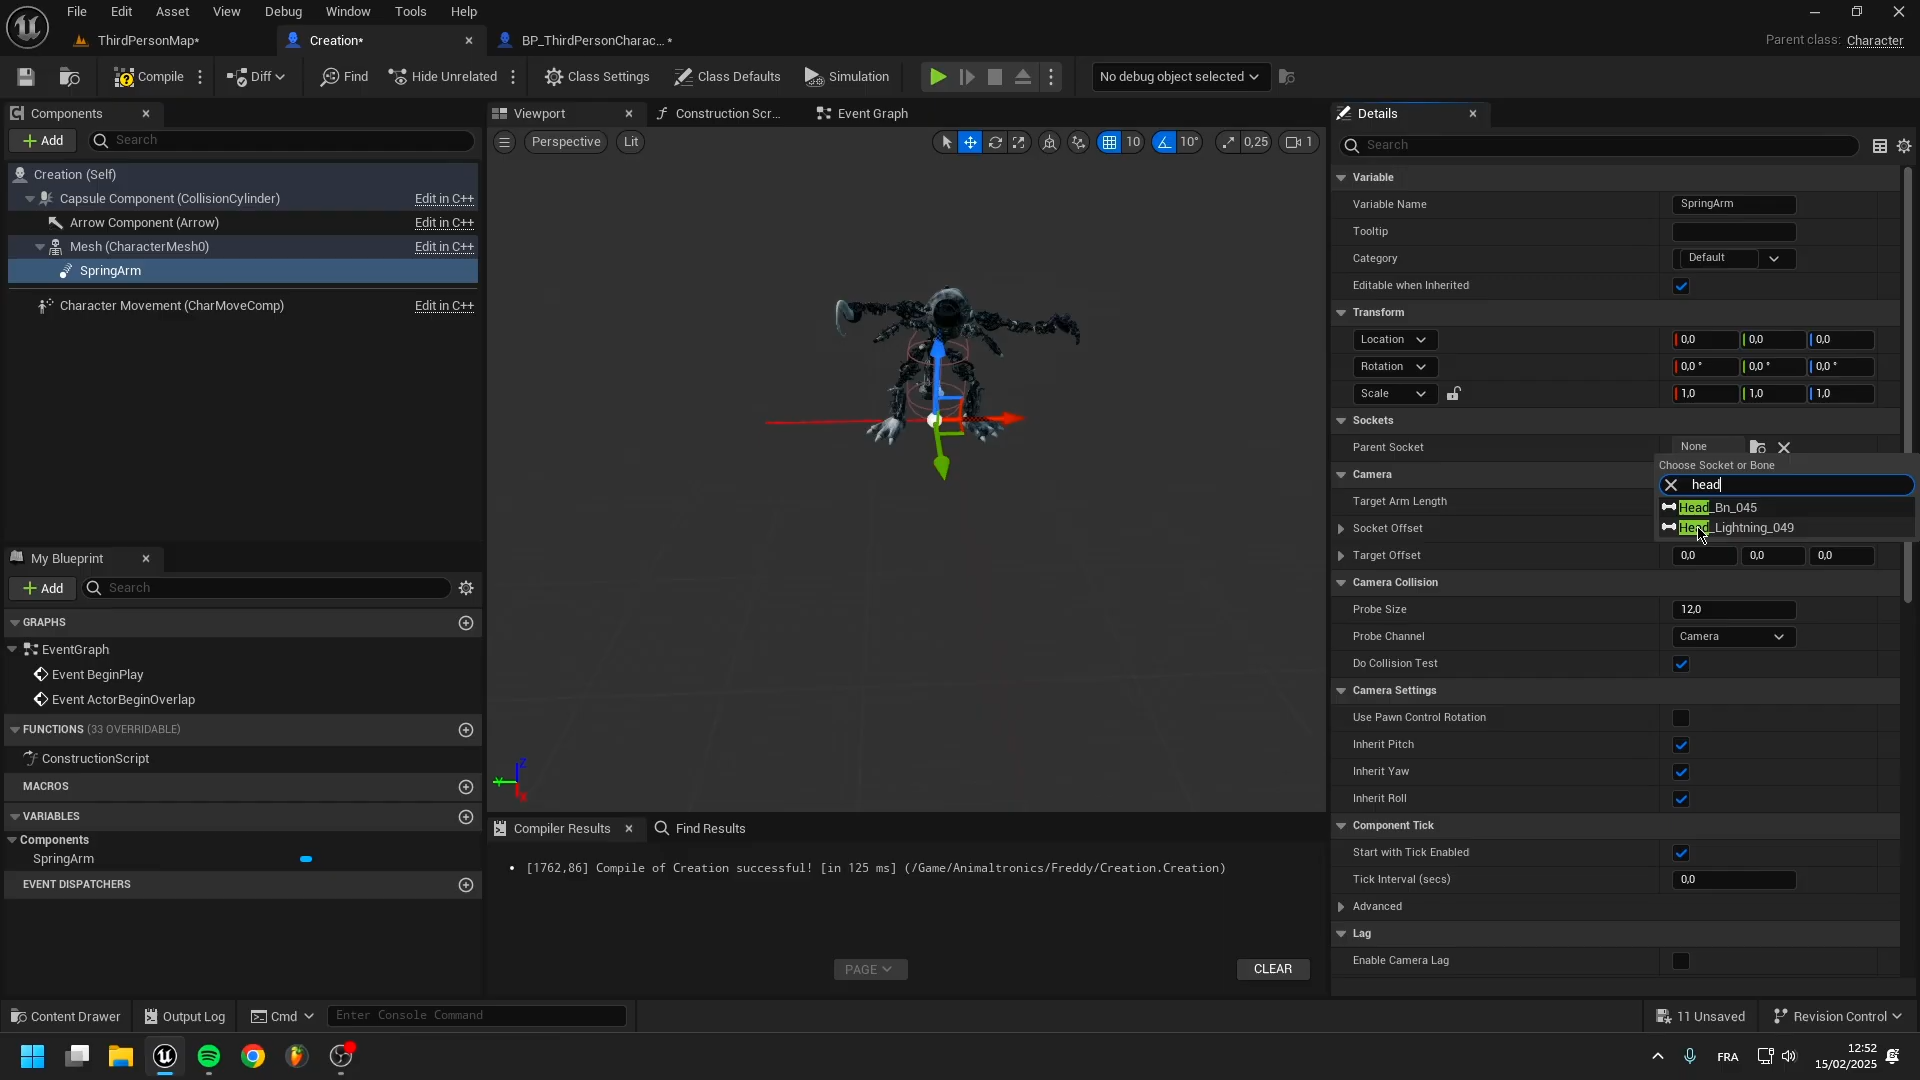 File Edit Asset View Debug Window Tools Help
ThirdPersonMap* Creation* BP_ThirdPersonCharac... * Parent class: Character
Compile Diff Find Hide Unrelated Class Settings Class Defaults Simulation No debug object selected
Components
Add Search
Creation (Self)
Capsule Component (CollisionCylinder) Edit in C++
Arrow Component (Arrow) Edit in C++
Mesh (CharacterMesh0) Edit in C++
SpringArm
Character Movement (CharMoveComp) Edit in C++
My Blueprint
Add Search
GRAPHS
EventGraph
Event BeginPlay
Event ActorBeginOverlap
FUNCTIONS (33 OVERRIDABLE)
ConstructionScript
MACROS
VARIABLES
Components
SpringArm
EVENT DISPATCHERS
Viewport Construction Scr... Event Graph
Perspective Lit 10 10° 0,25 1
Z
Y
X
Compiler Results Find Results
• [1762,86] Compile of Creation successful! [in 125 ms] (/Game/Animaltronics/Freddy/Creation.Creation)
PAGE CLEAR
Details
Search
Variable
Variable Name SpringArm
Tooltip
Category Default
Editable when Inherited
Transform
Location 0,0 0,0 0,0
Rotation 0,0 ° 0,0 ° 0,0 °
Scale 1,0 1,0 1,0
Sockets
Parent Socket None
Choose Socket or Bone
head
Head_Bn_045
Head_Lightning_049
Camera
Target Arm Length
Socket Offset
Target Offset 0,0 0,0 0,0
Camera Collision
Probe Size 12,0
Probe Channel Camera
Do Collision Test
Camera Settings
Use Pawn Control Rotation
Inherit Pitch
Inherit Yaw
Inherit Roll
Component Tick
Start with Tick Enabled
Tick Interval (secs) 0,0
Advanced
Lag
Enable Camera Lag
Content Drawer Output Log Cmd Enter Console Command 11 Unsaved Revision Control
FRA 12:52
15/02/2025